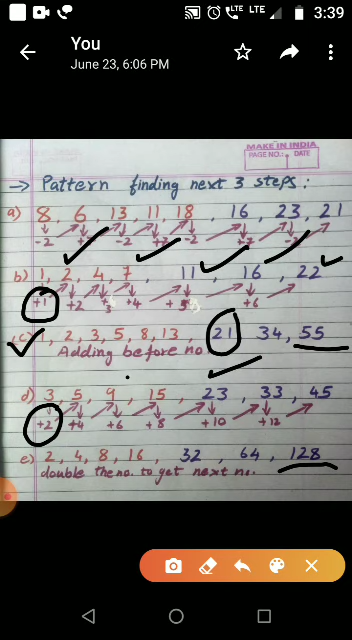 3:39
LTE LTE
You
June 23, 6:06 PM
MAKE IN INDIA
PAGE NO.: DATE
→ Pattern finding next 3 steps :
a) 8, 6, 13, 11, 18, 16, 23, 21
-2 -2 -2 +7
b) 1, 2, 4, 7, 11, 16, 22
+1 +2 +3 +4 +5 +6
(c) 1, 2, 3, 5, 8, 13, 21 34, 55
Adding before no.
d) 3, 5, 9, 15, 23, 33, 45
+2 +4 +6 +8 +10 +12
e) 2, 4, 8, 16, 32, 64, 128
double the no. to get next no.